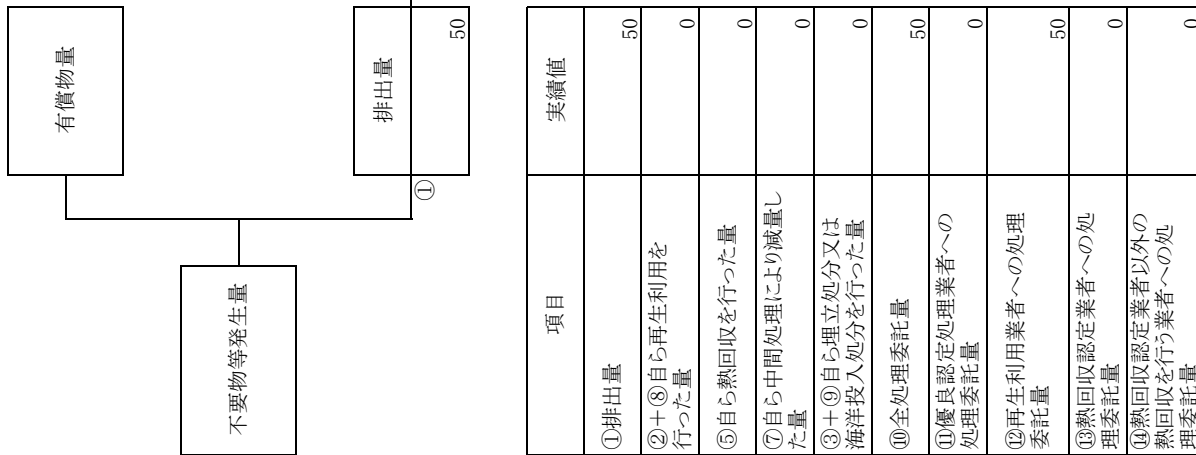 有償物量
不要物等発生量
排出量
①
50
項目
実績値
①排出量
50
②+⑧自ら再生利用を
行った量
0
⑤自ら熱回収を行った量
0
⑦自ら中間処理により減量し
た量
0
③+⑨自ら埋立処分又は
海洋投入処分を行った量
0
⑩全処理委託量
50
⑪優良認定処理業者への
処理委託量
0
⑫再生利用業者への処理
委託量
50
⑬熱回収認定業者への処
理委託量
0
⑭熱回収認定業者以外の
熱回収を行う業者への処
理委託量
0